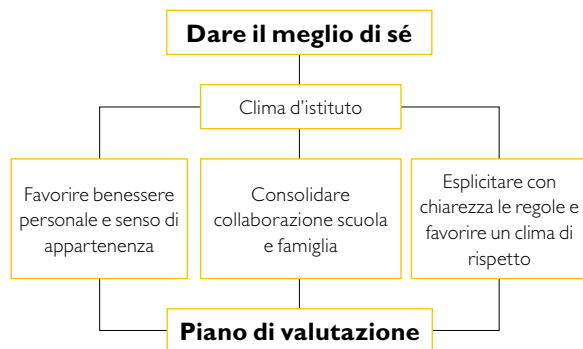 Dare il meglio di sé
Clima d'istituto
Favorire benessere
personale e senso di
appartenenza
Consolidare
collaborazione scuola
e famiglia
Esplicitare con
chiarezza le regole e
favorire un clima di
rispetto
Piano di valutazione